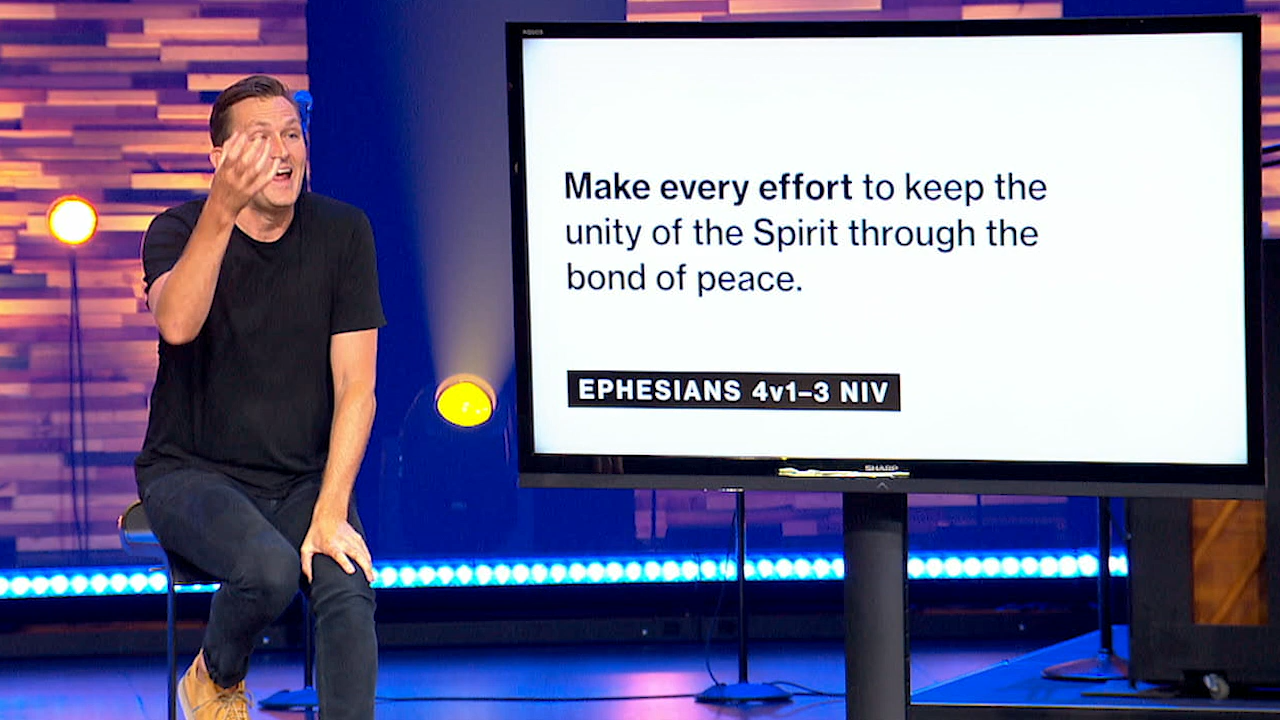 AQUOS
Make every effort to keep the
unity of the Spirit through the
bond of peace.
EPHESIANS 4v1–3 NIV
SHARP